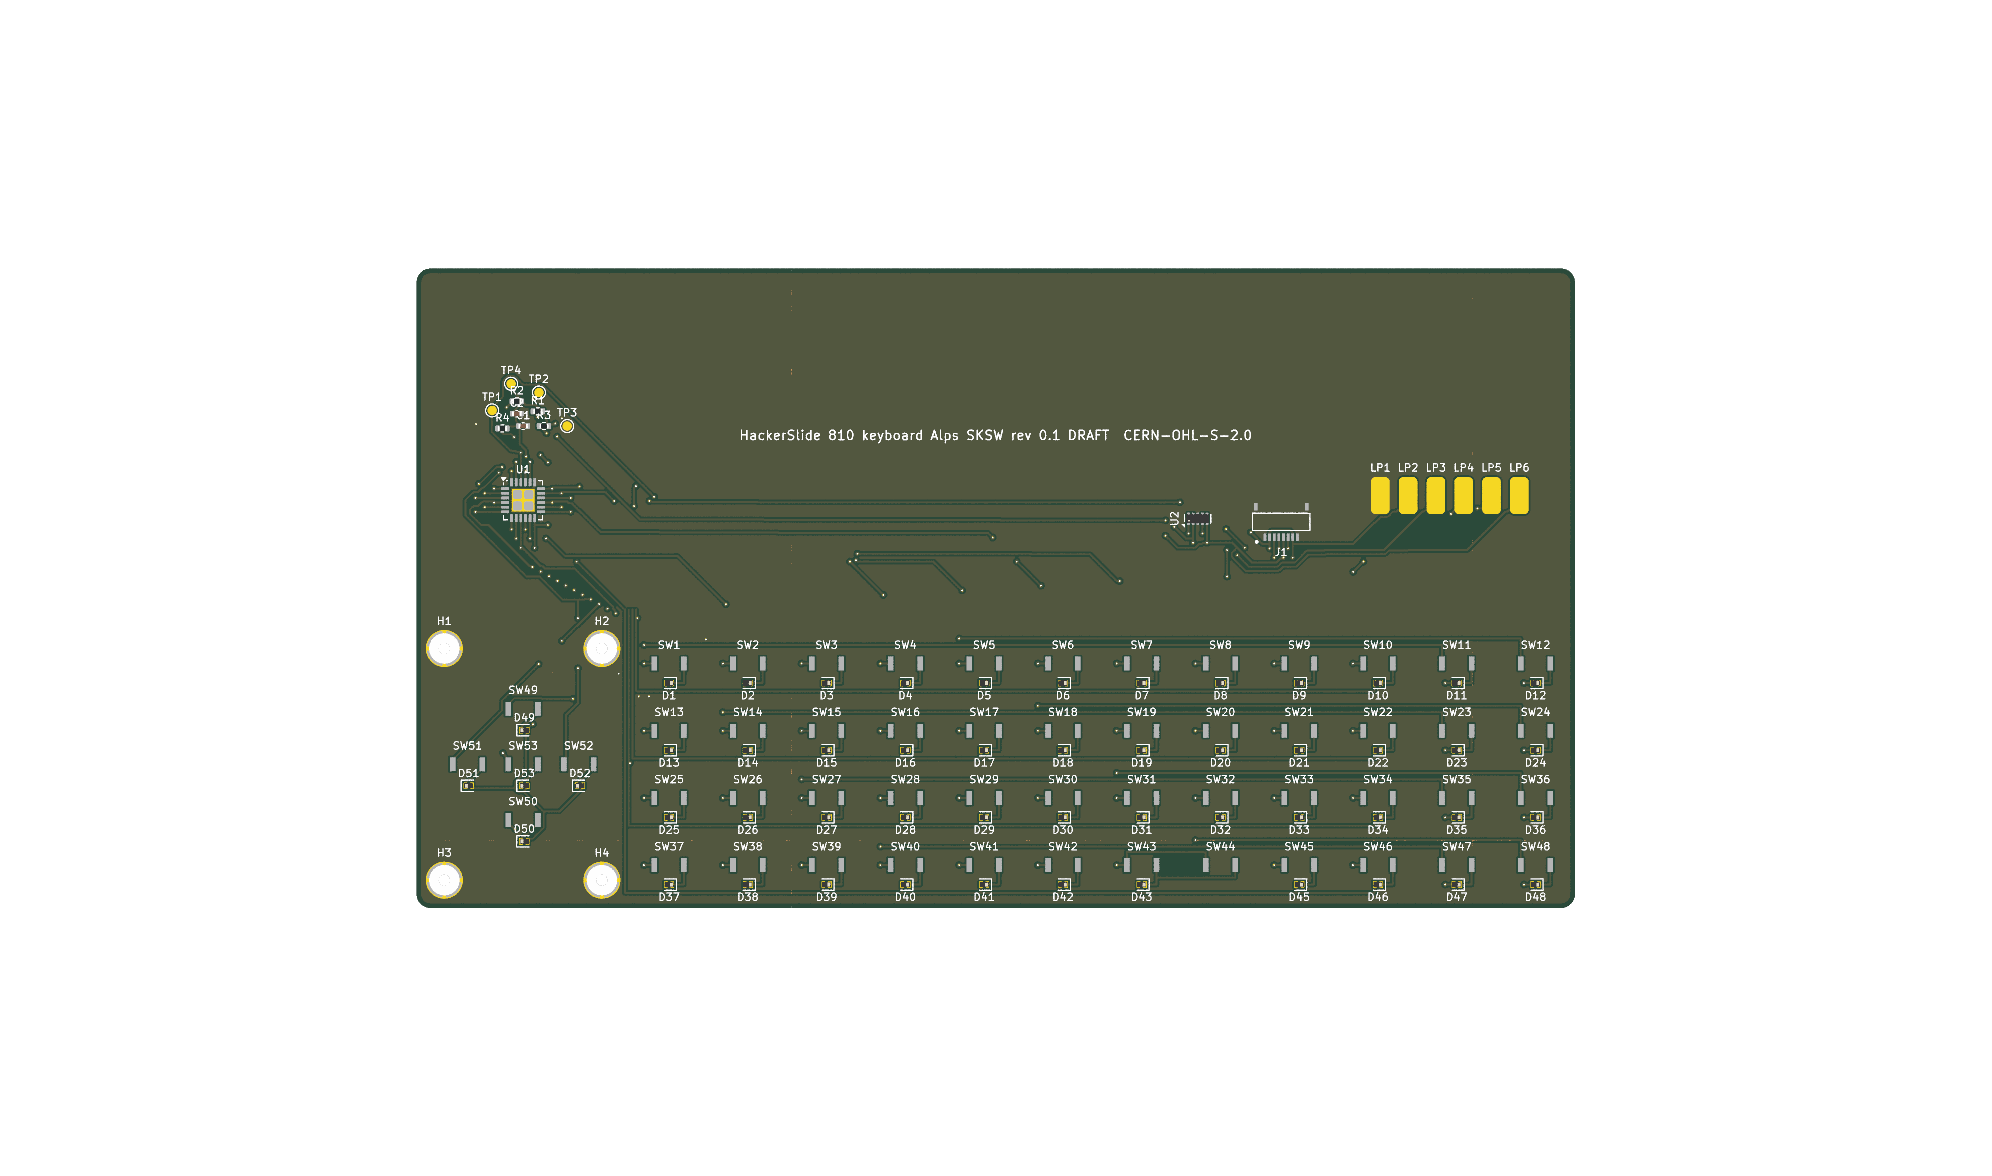 TP4
TP2
R2
R1
TP1
TP3
R4
R3
HackerSlide 810 keyboard Alps SKSW rev 0.1 DRAFT CERN-OHL-S-2.0
U1
LP1 LP2 LP3 LP4 LP5 LP6
U2
J1
H1 H2
SW1 SW2 SW3 SW4 SW5 SW6 SW7 SW8 SW9 SW10 SW11 SW12
D1 D2 D3 D4 D5 D6 D7 D8 D9 D10 D11 D12
SW49
SW13 SW14 SW15 SW16 SW17 SW18 SW19 SW20 SW21 SW22 SW23 SW24
D49
SW51 SW53 SW52
D13 D14 D15 D16 D17 D18 D19 D20 D21 D22 D23 D24
D51 D53 D52
SW25 SW26 SW27 SW28 SW29 SW30 SW31 SW32 SW33 SW34 SW35 SW36
SW50
D50
D25 D26 D27 D28 D29 D30 D31 D32 D33 D34 D35 D36
H3 H4
SW37 SW38 SW39 SW40 SW41 SW42 SW43 SW44 SW45 SW46 SW47 SW48
D37 D38 D39 D40 D41 D42 D43 D45 D46 D47 D48